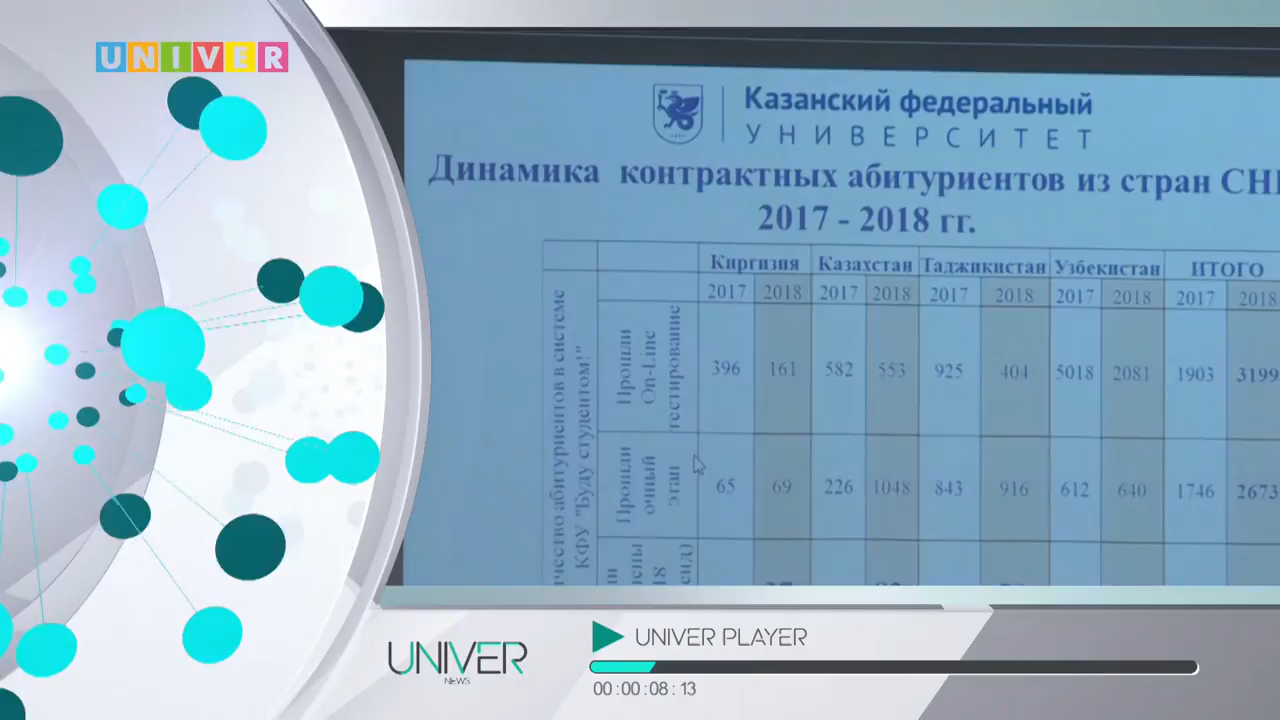 UNIVER
Казанский федеральный
УНИВЕРСИТЕТ
Динамика контрактных абитуриентов из стран
2017 - 2018 гг.
Киргизия Казахстан Таджикистан Узбекистан ИТОГО
2017 2018 2017 2018 2017 2018 2017 2018 2017 2018
абитуриентов в системе
КФУ "Буду студентом!"
Прошли
On-Line
тестирование
396 161 582 553 925 404 5018 2081 1903 3199
Прошли
очный
этап
65 69 226 1048 843 916 612 640 1746 2673
UNIVER
NEWS
UNIVER PLAYER
00:00:08:13